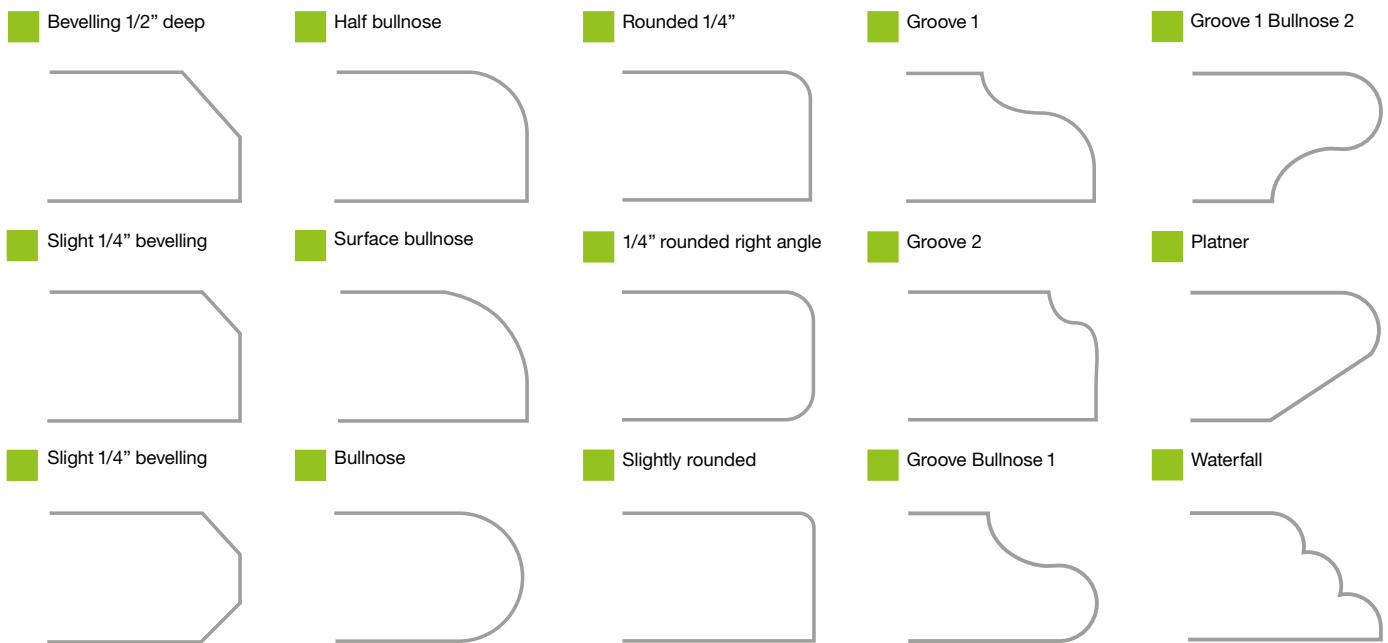 Bevelling 1/2” deep
Half bullnose
Rounded 1/4”
Groove 1
Groove 1 Bullnose 2
Slight 1/4” bevelling
Surface bullnose
1/4” rounded right angle
Groove 2
Platner
Slight 1/4” bevelling
Bullnose
Slightly rounded
Groove Bullnose 1
Waterfall